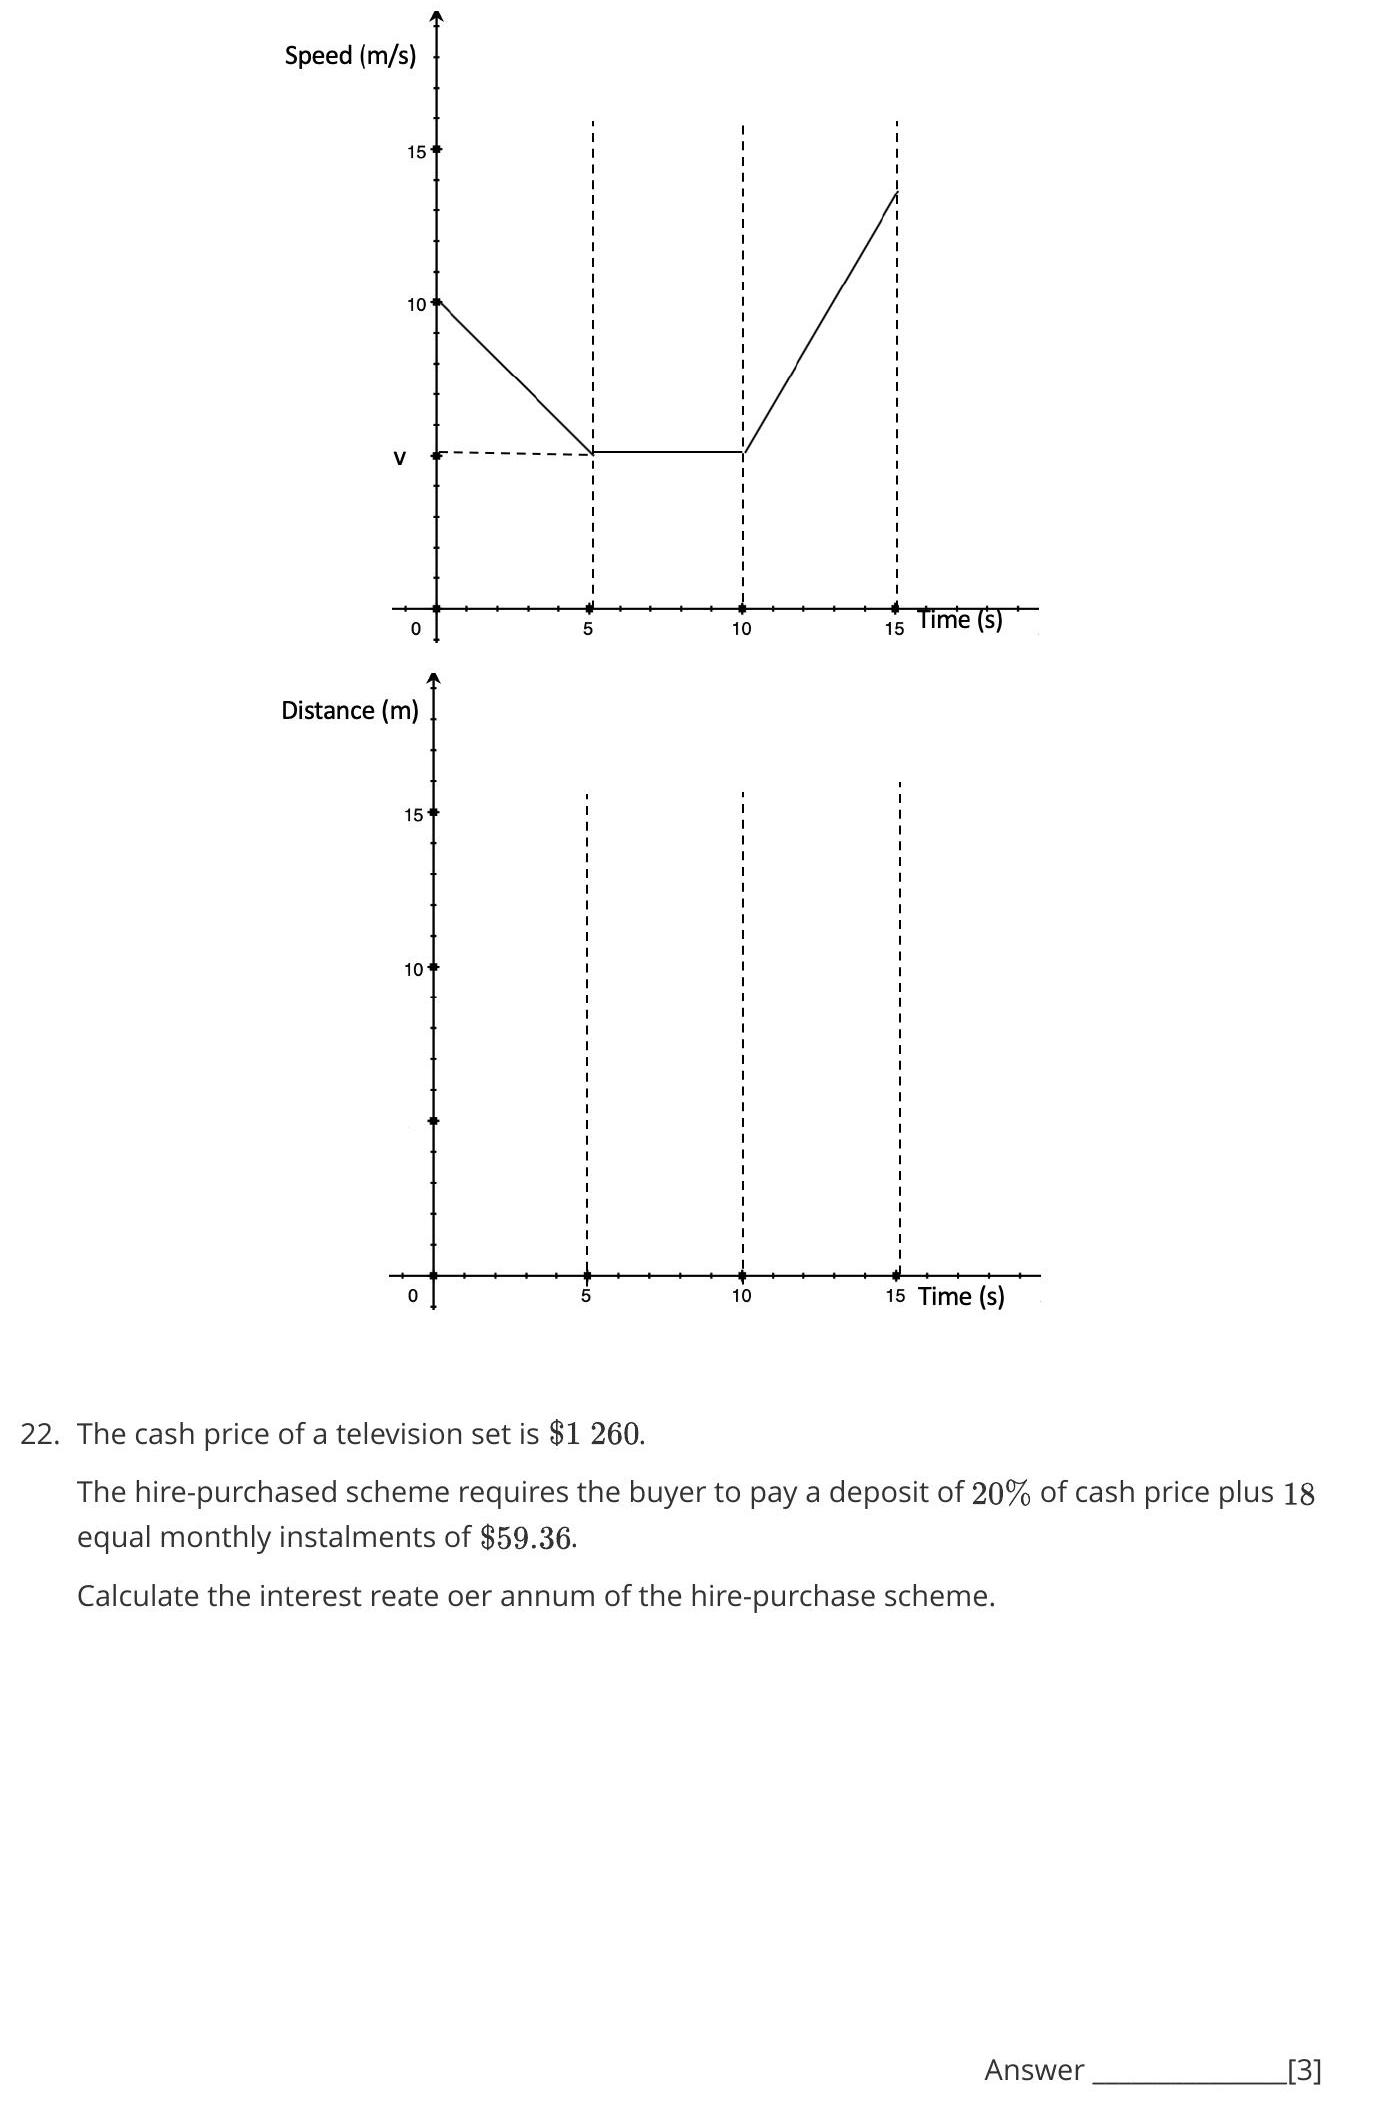 Speed (m/s)
15
10
v
0
5
10
15
Time (s)
Distance (m)
15
10
0
5
10
15
Time (s)
22. The cash price of a television set is $1 260.
The hire-purchased scheme requires the buyer to pay a deposit of 20% of cash price plus 18
equal monthly instalments of $59.36.
Calculate the interest reate oer annum of the hire-purchase scheme.
Answer ____________[3]